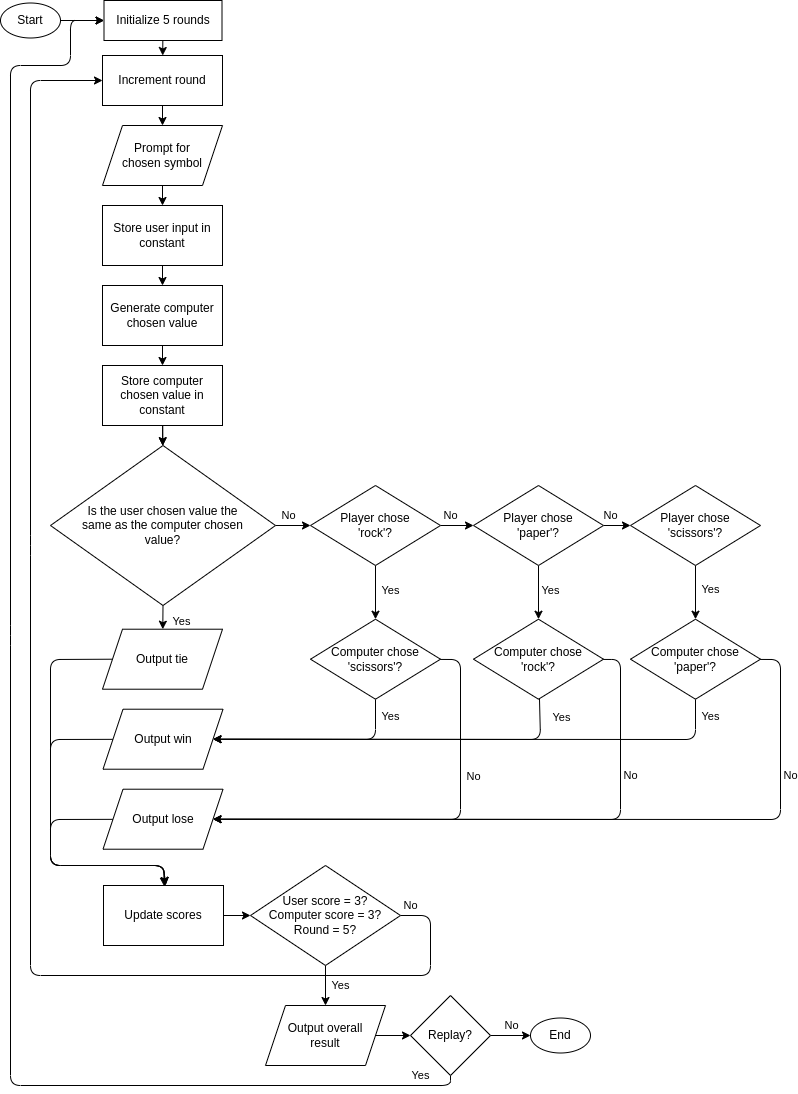 Start
Initialize 5 rounds
Increment round
Prompt for
chosen symbol
Store user input in
constant
Generate computer
chosen value
Store computer
chosen value in
constant
Is the user chosen value the
same as the computer chosen
value?
No
Player chose
'rock'?
No
Player chose
'paper'?
No
Player chose
'scissors'?
Yes
Yes
Yes
Yes
Output tie
Computer chose
'scissors'?
Computer chose
'rock'?
Computer chose
'paper'?
Yes
Yes
Yes
Output win
No
No
No
Output lose
Update scores
User score = 3?
Computer score = 3?
Round = 5?
No
Yes
Output overall
result
Replay?
No
End
Yes